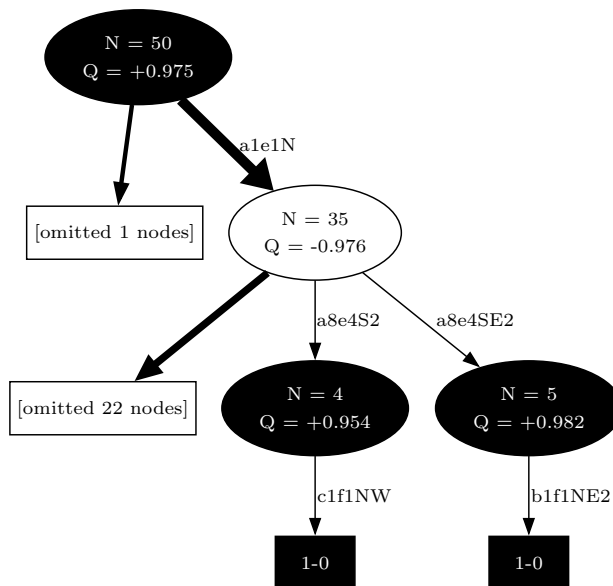 N = 50
Q = +0.975
a1e1N
[omitted 1 nodes]
N = 35
Q = -0.976
a8e4S2
a8e4SE2
[omitted 22 nodes]
N = 4
Q = +0.954
N = 5
Q = +0.982
c1f1NW
b1f1NE2
1-0
1-0